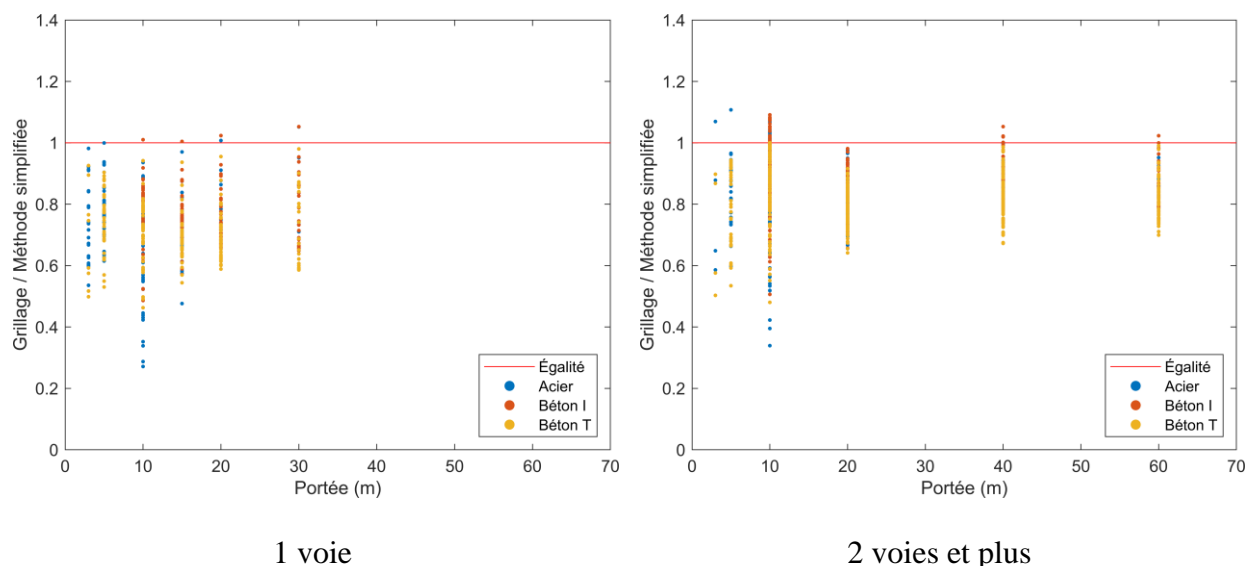 1.4
1.2
1
0.8
0.6
0.4
0.2
0
Grillage / Méthode simplifiée
Égalité
Acier
Béton I
Béton T
0 10 20 30 40 50 60 70
Portée (m)
1 voie
1.4
1.2
1
0.8
0.6
0.4
0.2
0
Grillage / Méthode simplifiée
Égalité
Acier
Béton I
Béton T
0 10 20 30 40 50 60 70
Portée (m)
2 voies et plus